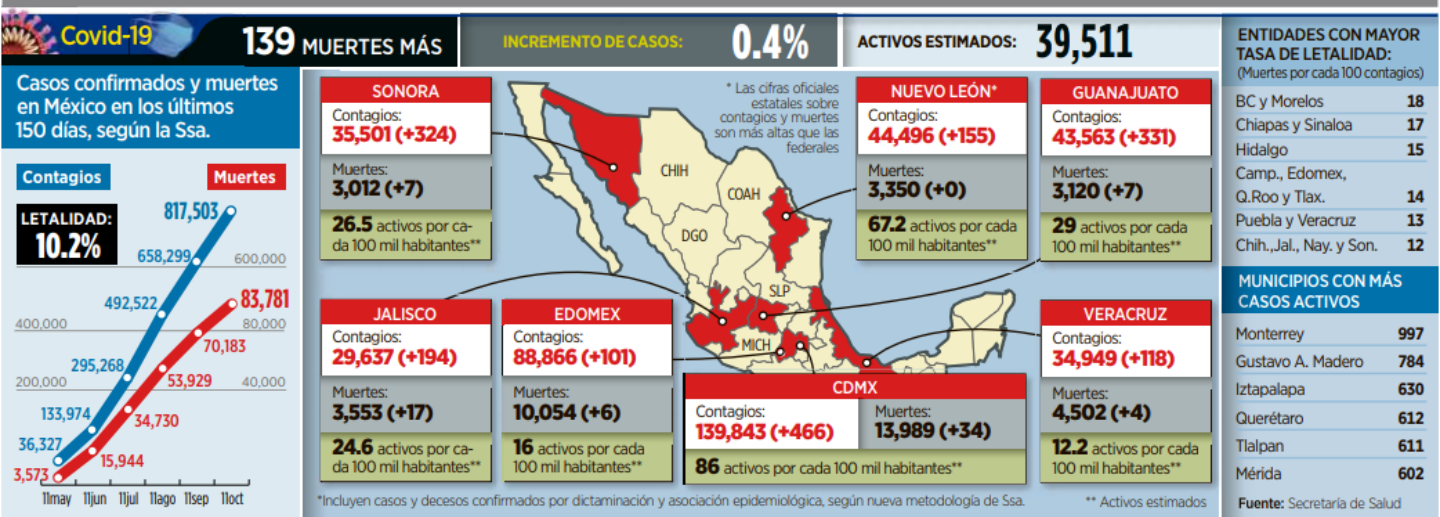 Covid-19
139 MUERTES MÁS
INCREMENTO DE CASOS: 0.4%
ACTIVOS ESTIMADOS: 39,511
Casos confirmados y muertes
en México en los últimos
150 días, según la Ssa.
Contagios
Muertes
LETALIDAD:
10.2%
817,503
658,299
600,000
492,522
83,781
400,000
80,000
70,183
295,268
53,929
200,000
40,000
133,974
34,730
36,327
15,944
3,573
11may 11jun 11jul 11ago 11sep 11oct
SONORA
Contagios:
35,501 (+324)
Muertes:
3,012 (+7)
26.5 activos por ca-
da 100 mil habitantes**
* Las cifras oficiales
estatales sobre
contagios y muertes
son más altas que las
federales
NUEVO LEÓN*
Contagios:
44,496 (+155)
Muertes:
3,350 (+0)
67.2 activos por cada
100 mil habitantes**
GUANAJUATO
Contagios:
43,563 (+331)
Muertes:
3,120 (+7)
29 activos por cada
100 mil habitantes**
CHIH
COAH
DGO
SLP
MICH
JALISCO
Contagios:
29,637 (+194)
Muertes:
3,553 (+17)
24.6 activos por ca-
da 100 mil habitantes**
EDOMEX
Contagios:
88,866 (+101)
Muertes:
10,054 (+6)
16 activos por cada
100 mil habitantes**
CDMX
Contagios:
139,843 (+466)
Muertes:
13,989 (+34)
86 activos por cada 100 mil habitantes**
VERACRUZ
Contagios:
34,949 (+118)
Muertes:
4,502 (+4)
12.2 activos por cada
100 mil habitantes**
*Incluyen casos y decesos confirmados por dictaminación y asociación epidemiológica, según nueva metodología de Ssa.
** Activos estimados
ENTIDADES CON MAYOR
TASA DE LETALIDAD:
(Muertes por cada 100 contagios)
BC y Morelos 18
Chiapas y Sinaloa 17
Hidalgo 15
Camp., Edomex,
Q.Roo y Tlax. 14
Puebla y Veracruz 13
Chih.,Jal., Nay. y Son. 12
MUNICIPIOS CON MÁS
CASOS ACTIVOS
Monterrey 997
Gustavo A. Madero 784
Iztapalapa 630
Querétaro 612
Tlalpan 611
Mérida 602
Fuente: Secretaría de Salud